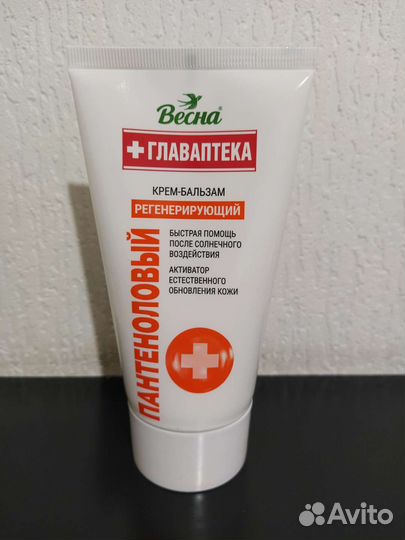 Весна®
ГЛАВАПТЕКА
КРЕМ-БАЛЬЗАМ
РЕГЕНЕРИРУЮЩИЙ
ПАНТЕНОЛОВЫЙ
БЫСТРАЯ ПОМОЩЬ
ПОСЛЕ СОЛНЕЧНОГО
ВОЗДЕЙСТВИЯ
АКТИВАТОР
ЕСТЕСТВЕННОГО
ОБНОВЛЕНИЯ КОЖИ
Avito